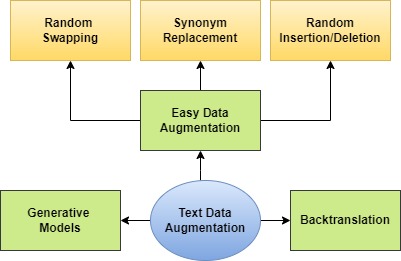 Random
Swapping
Synonym
Replacement
Random
Insertion/Deletion
Easy Data
Augmentation
Generative
Models
Text Data
Augmentation
Backtranslation